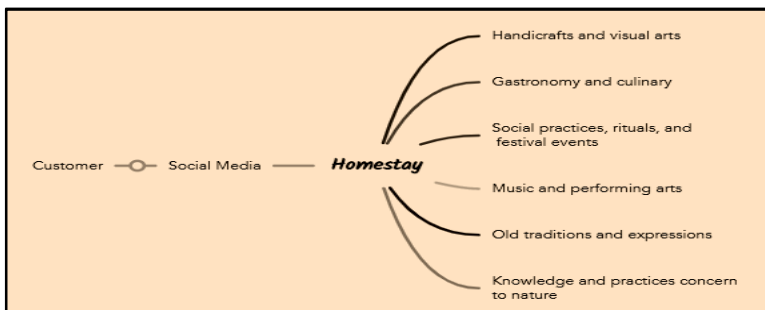 Handicrafts and visual arts
Gastronomy and culinary
Social practices, rituals, and
festival events
Customer
Social Media
Homestay
Music and performing arts
Old traditions and expressions
Knowledge and practices concern
to nature